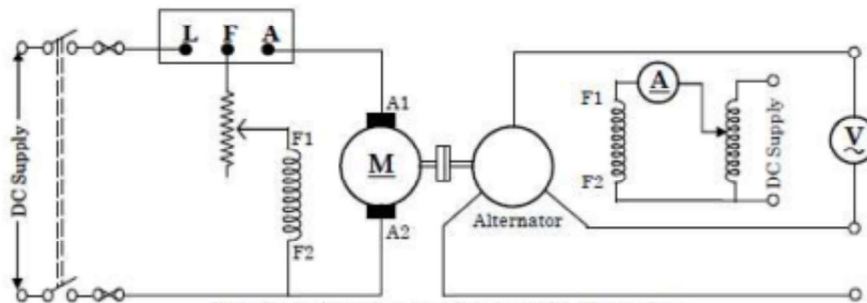 L F A
DC Supply
F1
F2
A1
M
A2
Alternator
F1
F2
A
DC Supply
V